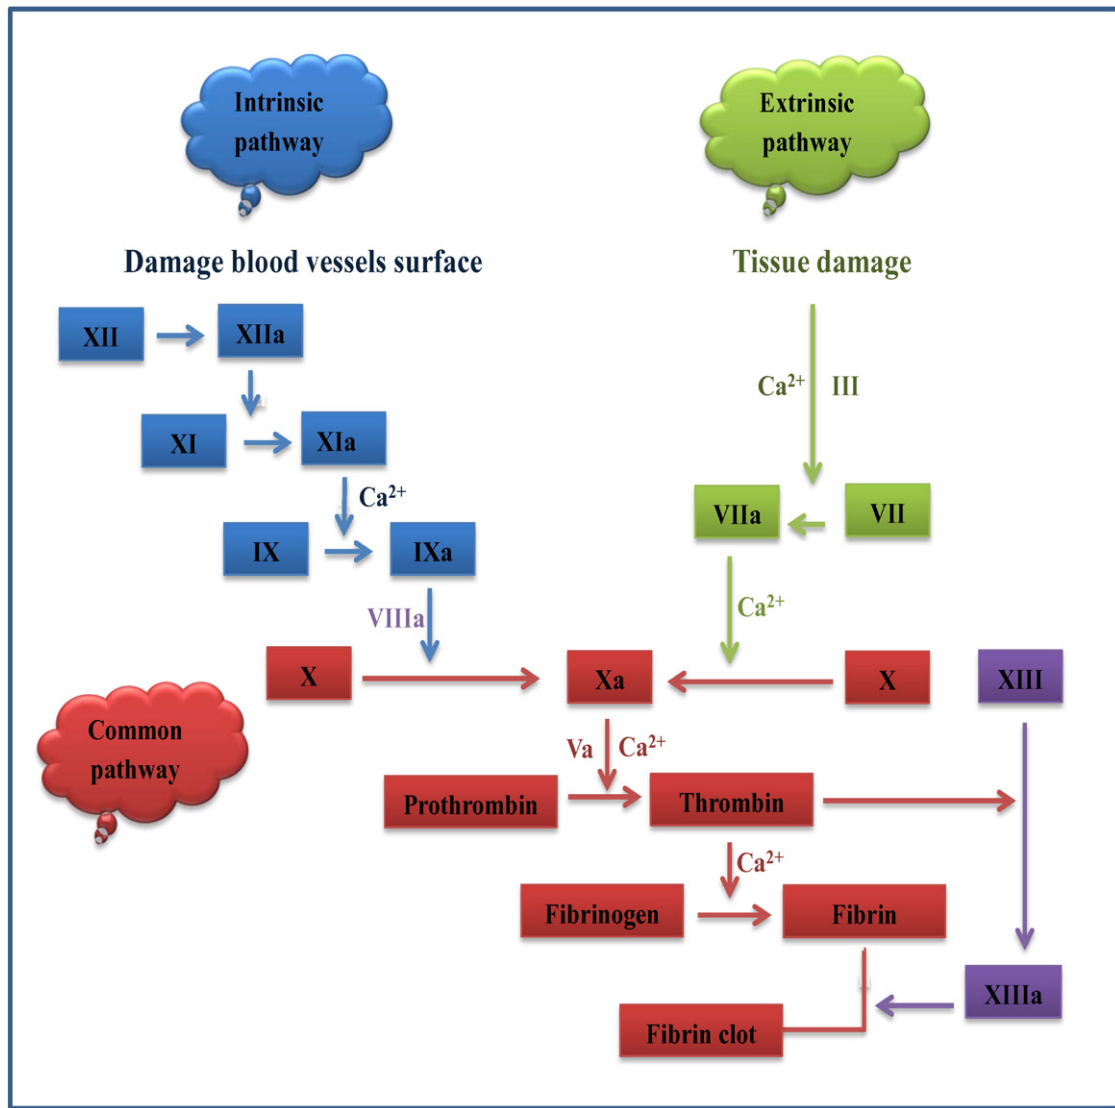 Intrinsic
pathway
Extrinsic
pathway
Damage blood vessels surface
Tissue damage
XII
XIIa
Ca²⁺
III
XI
XIa
Ca²⁺
VIIa
VII
IX
IXa
VIIIa
Ca²⁺
X
Xa
X
XIII
Common
pathway
Va
Ca²⁺
Prothrombin
Thrombin
Ca²⁺
Fibrinogen
Fibrin
XIIIa
Fibrin clot